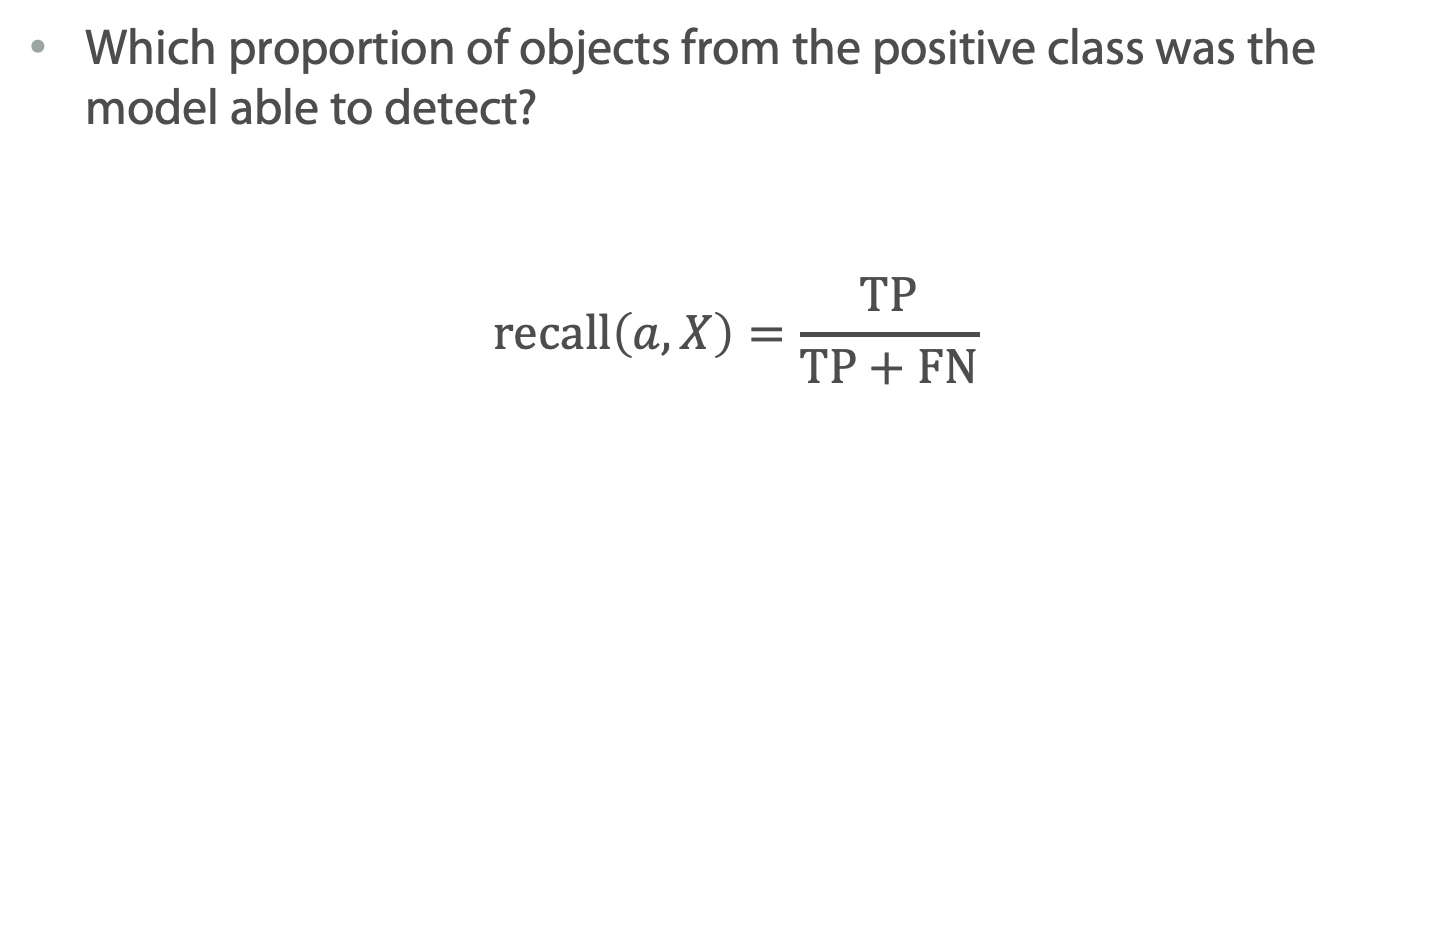 • Which proportion of objects from the positive class was the
model able to detect?
recall(a, X) = TP / (TP + FN)